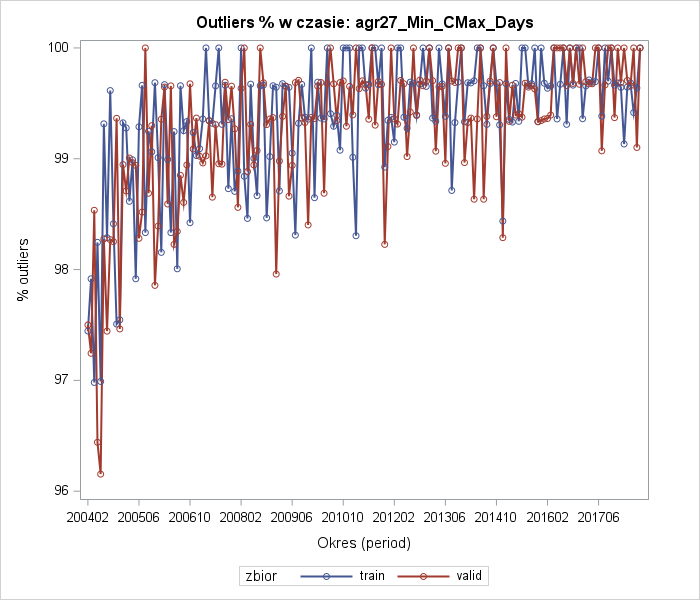 Outliers % w czasie: agr27_Min_CMax_Days
% outliers
100
99
98
97
96
200402 200506 200610 200802 200906 201010 201202 201306 201410 201602 201706
Okres (period)
zbior train valid